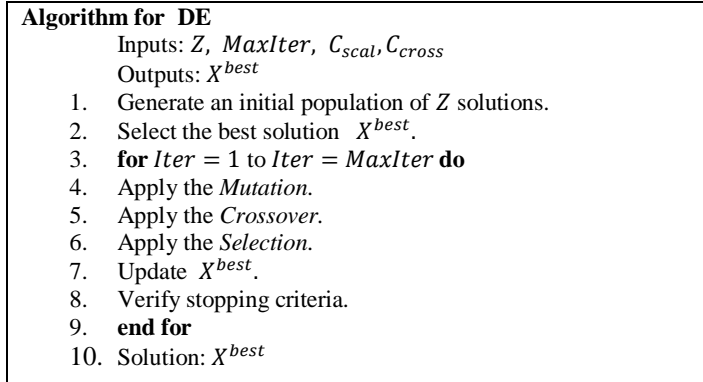 Algorithm for DE
Inputs: Z, MaxIter, C_scal, C_cross
Outputs: X^best
1. Generate an initial population of Z solutions.
2. Select the best solution X^best.
3. for Iter = 1 to Iter = MaxIter do
4. Apply the Mutation.
5. Apply the Crossover.
6. Apply the Selection.
7. Update X^best.
8. Verify stopping criteria.
9. end for
10. Solution: X^best